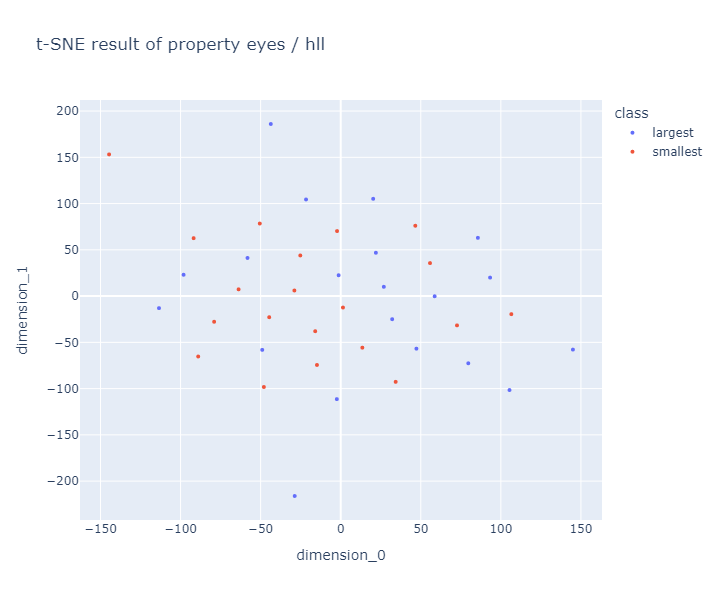 t-SNE result of property eyes / hll
class
largest
smallest
200
150
100
50
0
−50
−100
−150
−200
dimension_1
−150 −100 −50 0 50 100 150
dimension_0